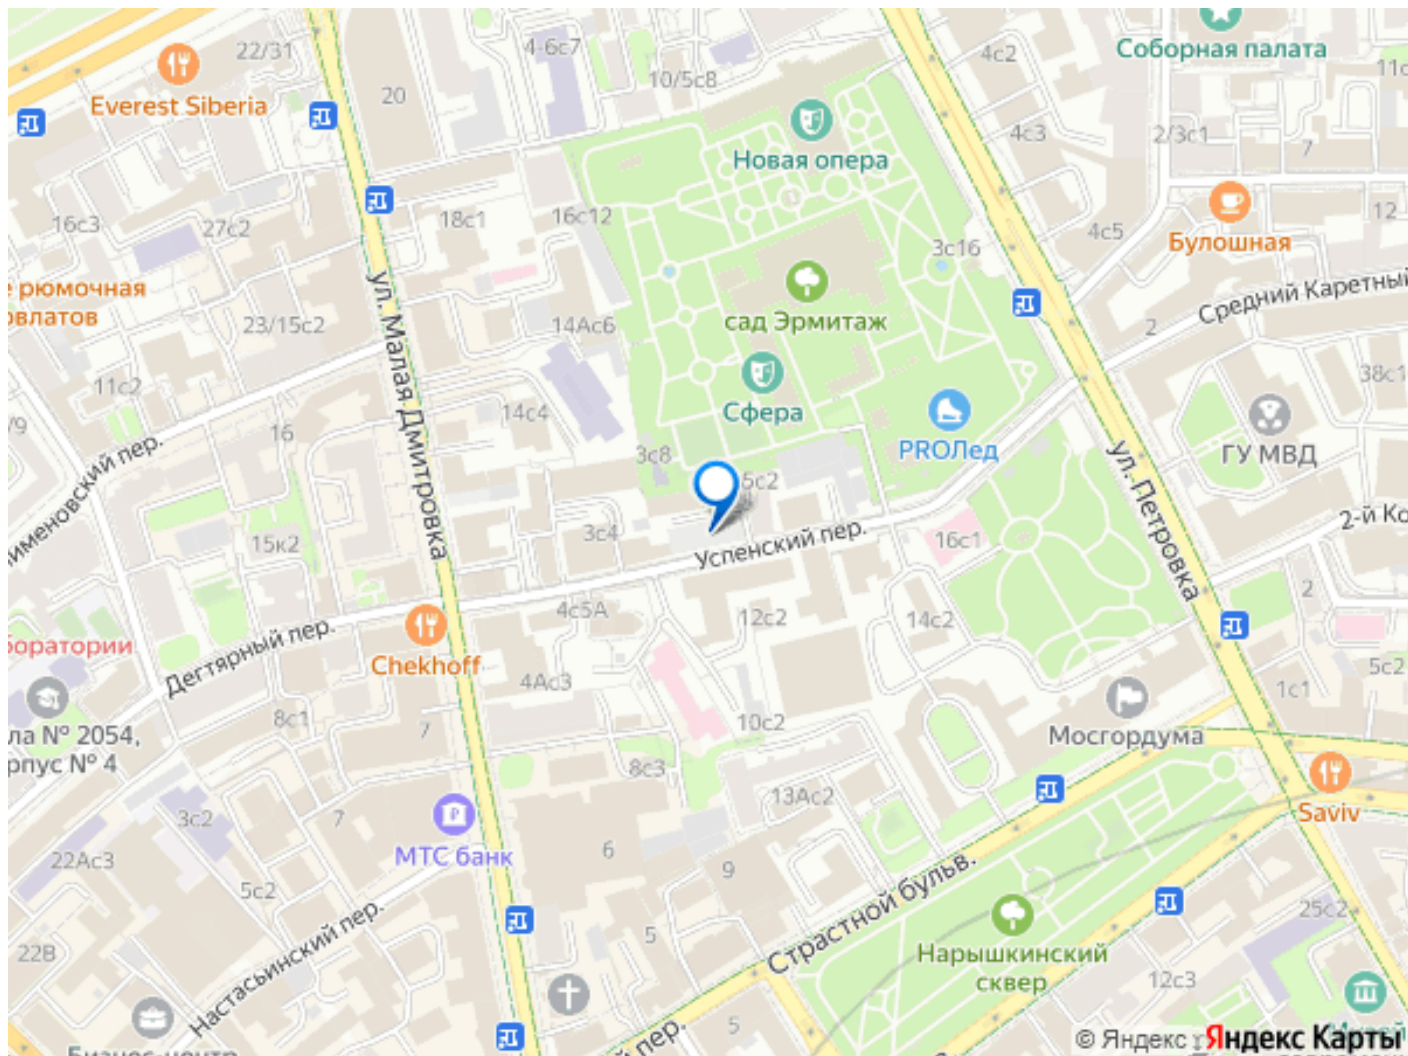 22/31
Everest Siberia
20
4-6с7
10/5с8
4с2
Соборная палата
4с3
2/3с1
7
Новая опера
16с3
27с2
18с1
16с12
3с16
4с5
12
Булошная
е рюмочная
овлатов
23/15с2
ул. Малая Дмитровка
14Ас6
сад Эрмитаж
2
Средний Каретный
11с2
38с1
/9
16
14с4
Сфера
PROЛед
ГУ МВД
ул. Петровка
3с8
5с2
именовский пер.
15к2
3с4
Успенский пер.
16с1
2-й Ко
4с5А
12с2
14с2
2
боратории
Дегтярный пер.
Chekhoff
4Ас3
5с2
1с1
ла № 2054,
рпус № 4
8с1
7
10с2
Мосгордума
8с3
13Ас2
Saviv
3с2
7
МТС банк
22Ас3
6
9
5с2
Страстной бульв.
25с2
22В
Настасьинский пер.
5
Нарышкинский
сквер
12с3
5
й пер.
Бизнес-центр
© Яндекс
Яндекс Карты